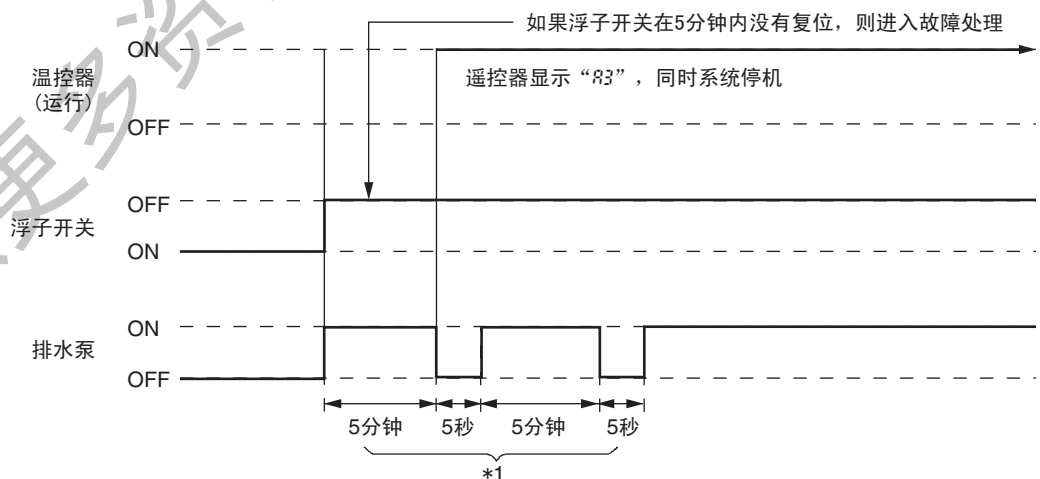 如果浮子开关在5分钟内没有复位，则进入故障处理
ON
温控器
(运行)
遥控器显示“A3”，同时系统停机
OFF
OFF
浮子开关
ON
ON
排水泵
OFF
5分钟 5秒 5分钟 5秒
*1
更多资